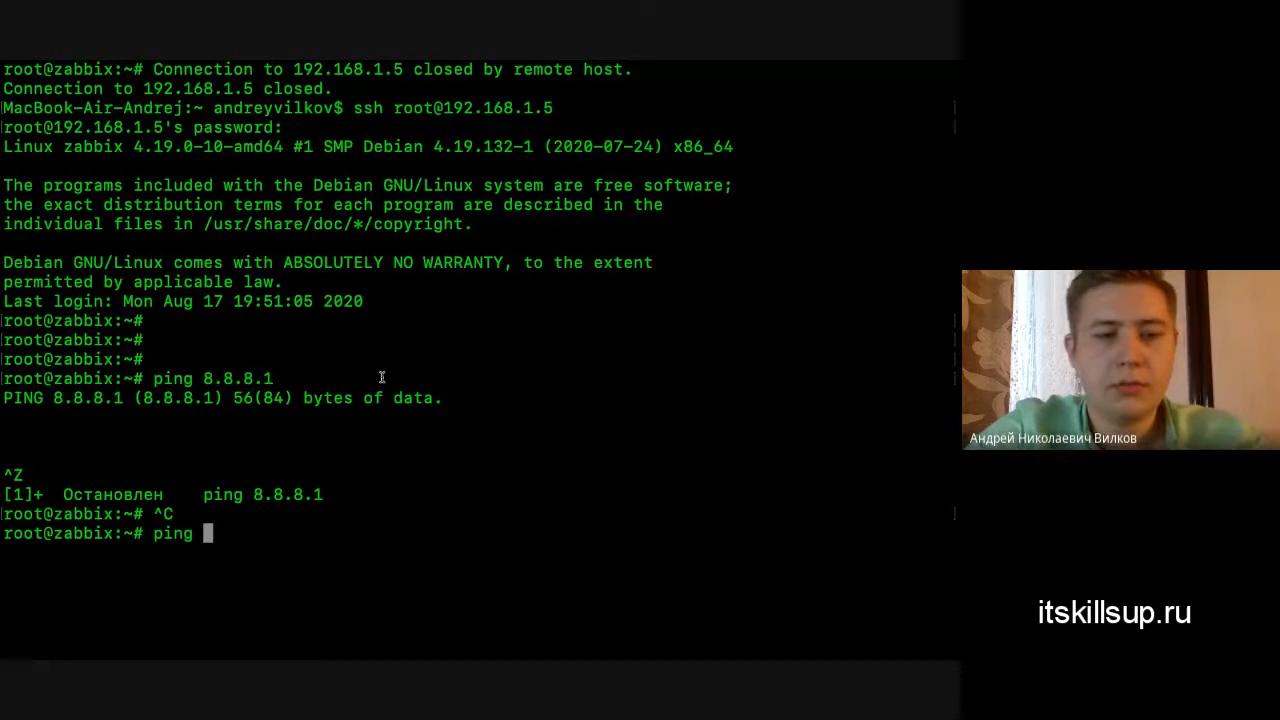 root@zabbix:~# Connection to 192.168.1.5 closed by remote host.
Connection to 192.168.1.5 closed.
[MacBook-Air-Andrej:~ andreyvilkov$ ssh root@192.168.1.5 ]
[root@192.168.1.5's password: ]
Linux zabbix 4.19.0-10-amd64 #1 SMP Debian 4.19.132-1 (2020-07-24) x86_64
The programs included with the Debian GNU/Linux system are free software;
the exact distribution terms for each program are described in the
individual files in /usr/share/doc/*/copyright.
Debian GNU/Linux comes with ABSOLUTELY NO WARRANTY, to the extent
permitted by applicable law.
Last login: Mon Aug 17 19:51:05 2020
[root@zabbix:~# ]
[root@zabbix:~# ]
[root@zabbix:~# ]
[root@zabbix:~# ping 8.8.8.1 ]
PING 8.8.8.1 (8.8.8.1) 56(84) bytes of data.
^Z
[1]+ Остановлен ping 8.8.8.1
[root@zabbix:~# ^C ]
root@zabbix:~# ping
Андрей Николаевич Вилков
itskillsup.ru